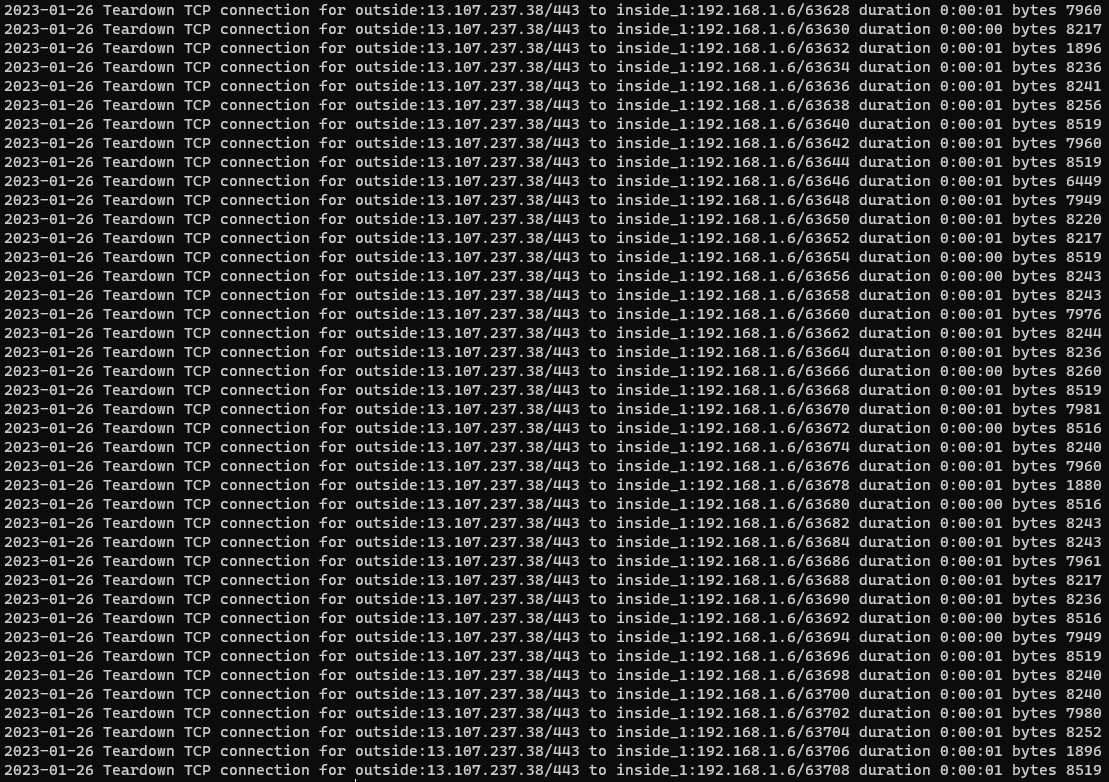 2023-01-26 Teardown TCP connection for outside:13.107.237.38/443 to inside_1:192.168.1.6/63628 duration 0:00:01 bytes 7960
2023-01-26 Teardown TCP connection for outside:13.107.237.38/443 to inside_1:192.168.1.6/63630 duration 0:00:00 bytes 8217
2023-01-26 Teardown TCP connection for outside:13.107.237.38/443 to inside_1:192.168.1.6/63632 duration 0:00:01 bytes 1896
2023-01-26 Teardown TCP connection for outside:13.107.237.38/443 to inside_1:192.168.1.6/63634 duration 0:00:01 bytes 8236
2023-01-26 Teardown TCP connection for outside:13.107.237.38/443 to inside_1:192.168.1.6/63636 duration 0:00:01 bytes 8241
2023-01-26 Teardown TCP connection for outside:13.107.237.38/443 to inside_1:192.168.1.6/63638 duration 0:00:01 bytes 8256
2023-01-26 Teardown TCP connection for outside:13.107.237.38/443 to inside_1:192.168.1.6/63640 duration 0:00:01 bytes 8519
2023-01-26 Teardown TCP connection for outside:13.107.237.38/443 to inside_1:192.168.1.6/63642 duration 0:00:01 bytes 7960
2023-01-26 Teardown TCP connection for outside:13.107.237.38/443 to inside_1:192.168.1.6/63644 duration 0:00:01 bytes 8519
2023-01-26 Teardown TCP connection for outside:13.107.237.38/443 to inside_1:192.168.1.6/63646 duration 0:00:01 bytes 6449
2023-01-26 Teardown TCP connection for outside:13.107.237.38/443 to inside_1:192.168.1.6/63648 duration 0:00:01 bytes 7949
2023-01-26 Teardown TCP connection for outside:13.107.237.38/443 to inside_1:192.168.1.6/63650 duration 0:00:01 bytes 8220
2023-01-26 Teardown TCP connection for outside:13.107.237.38/443 to inside_1:192.168.1.6/63652 duration 0:00:01 bytes 8217
2023-01-26 Teardown TCP connection for outside:13.107.237.38/443 to inside_1:192.168.1.6/63654 duration 0:00:00 bytes 8519
2023-01-26 Teardown TCP connection for outside:13.107.237.38/443 to inside_1:192.168.1.6/63656 duration 0:00:00 bytes 8243
2023-01-26 Teardown TCP connection for outside:13.107.237.38/443 to inside_1:192.168.1.6/63658 duration 0:00:01 bytes 8243
2023-01-26 Teardown TCP connection for outside:13.107.237.38/443 to inside_1:192.168.1.6/63660 duration 0:00:01 bytes 7976
2023-01-26 Teardown TCP connection for outside:13.107.237.38/443 to inside_1:192.168.1.6/63662 duration 0:00:01 bytes 8244
2023-01-26 Teardown TCP connection for outside:13.107.237.38/443 to inside_1:192.168.1.6/63664 duration 0:00:01 bytes 8236
2023-01-26 Teardown TCP connection for outside:13.107.237.38/443 to inside_1:192.168.1.6/63666 duration 0:00:00 bytes 8260
2023-01-26 Teardown TCP connection for outside:13.107.237.38/443 to inside_1:192.168.1.6/63668 duration 0:00:01 bytes 8519
2023-01-26 Teardown TCP connection for outside:13.107.237.38/443 to inside_1:192.168.1.6/63670 duration 0:00:01 bytes 7981
2023-01-26 Teardown TCP connection for outside:13.107.237.38/443 to inside_1:192.168.1.6/63672 duration 0:00:00 bytes 8516
2023-01-26 Teardown TCP connection for outside:13.107.237.38/443 to inside_1:192.168.1.6/63674 duration 0:00:01 bytes 8240
2023-01-26 Teardown TCP connection for outside:13.107.237.38/443 to inside_1:192.168.1.6/63676 duration 0:00:01 bytes 7960
2023-01-26 Teardown TCP connection for outside:13.107.237.38/443 to inside_1:192.168.1.6/63678 duration 0:00:01 bytes 1880
2023-01-26 Teardown TCP connection for outside:13.107.237.38/443 to inside_1:192.168.1.6/63680 duration 0:00:00 bytes 8516
2023-01-26 Teardown TCP connection for outside:13.107.237.38/443 to inside_1:192.168.1.6/63682 duration 0:00:01 bytes 8243
2023-01-26 Teardown TCP connection for outside:13.107.237.38/443 to inside_1:192.168.1.6/63684 duration 0:00:01 bytes 8243
2023-01-26 Teardown TCP connection for outside:13.107.237.38/443 to inside_1:192.168.1.6/63686 duration 0:00:01 bytes 7961
2023-01-26 Teardown TCP connection for outside:13.107.237.38/443 to inside_1:192.168.1.6/63688 duration 0:00:01 bytes 8217
2023-01-26 Teardown TCP connection for outside:13.107.237.38/443 to inside_1:192.168.1.6/63690 duration 0:00:01 bytes 8236
2023-01-26 Teardown TCP connection for outside:13.107.237.38/443 to inside_1:192.168.1.6/63692 duration 0:00:00 bytes 8516
2023-01-26 Teardown TCP connection for outside:13.107.237.38/443 to inside_1:192.168.1.6/63694 duration 0:00:00 bytes 7949
2023-01-26 Teardown TCP connection for outside:13.107.237.38/443 to inside_1:192.168.1.6/63696 duration 0:00:01 bytes 8519
2023-01-26 Teardown TCP connection for outside:13.107.237.38/443 to inside_1:192.168.1.6/63698 duration 0:00:01 bytes 8240
2023-01-26 Teardown TCP connection for outside:13.107.237.38/443 to inside_1:192.168.1.6/63700 duration 0:00:01 bytes 8240
2023-01-26 Teardown TCP connection for outside:13.107.237.38/443 to inside_1:192.168.1.6/63702 duration 0:00:01 bytes 7980
2023-01-26 Teardown TCP connection for outside:13.107.237.38/443 to inside_1:192.168.1.6/63704 duration 0:00:01 bytes 8252
2023-01-26 Teardown TCP connection for outside:13.107.237.38/443 to inside_1:192.168.1.6/63706 duration 0:00:01 bytes 1896
2023-01-26 Teardown TCP connection for outside:13.107.237.38/443 to inside_1:192.168.1.6/63708 duration 0:00:01 bytes 8519